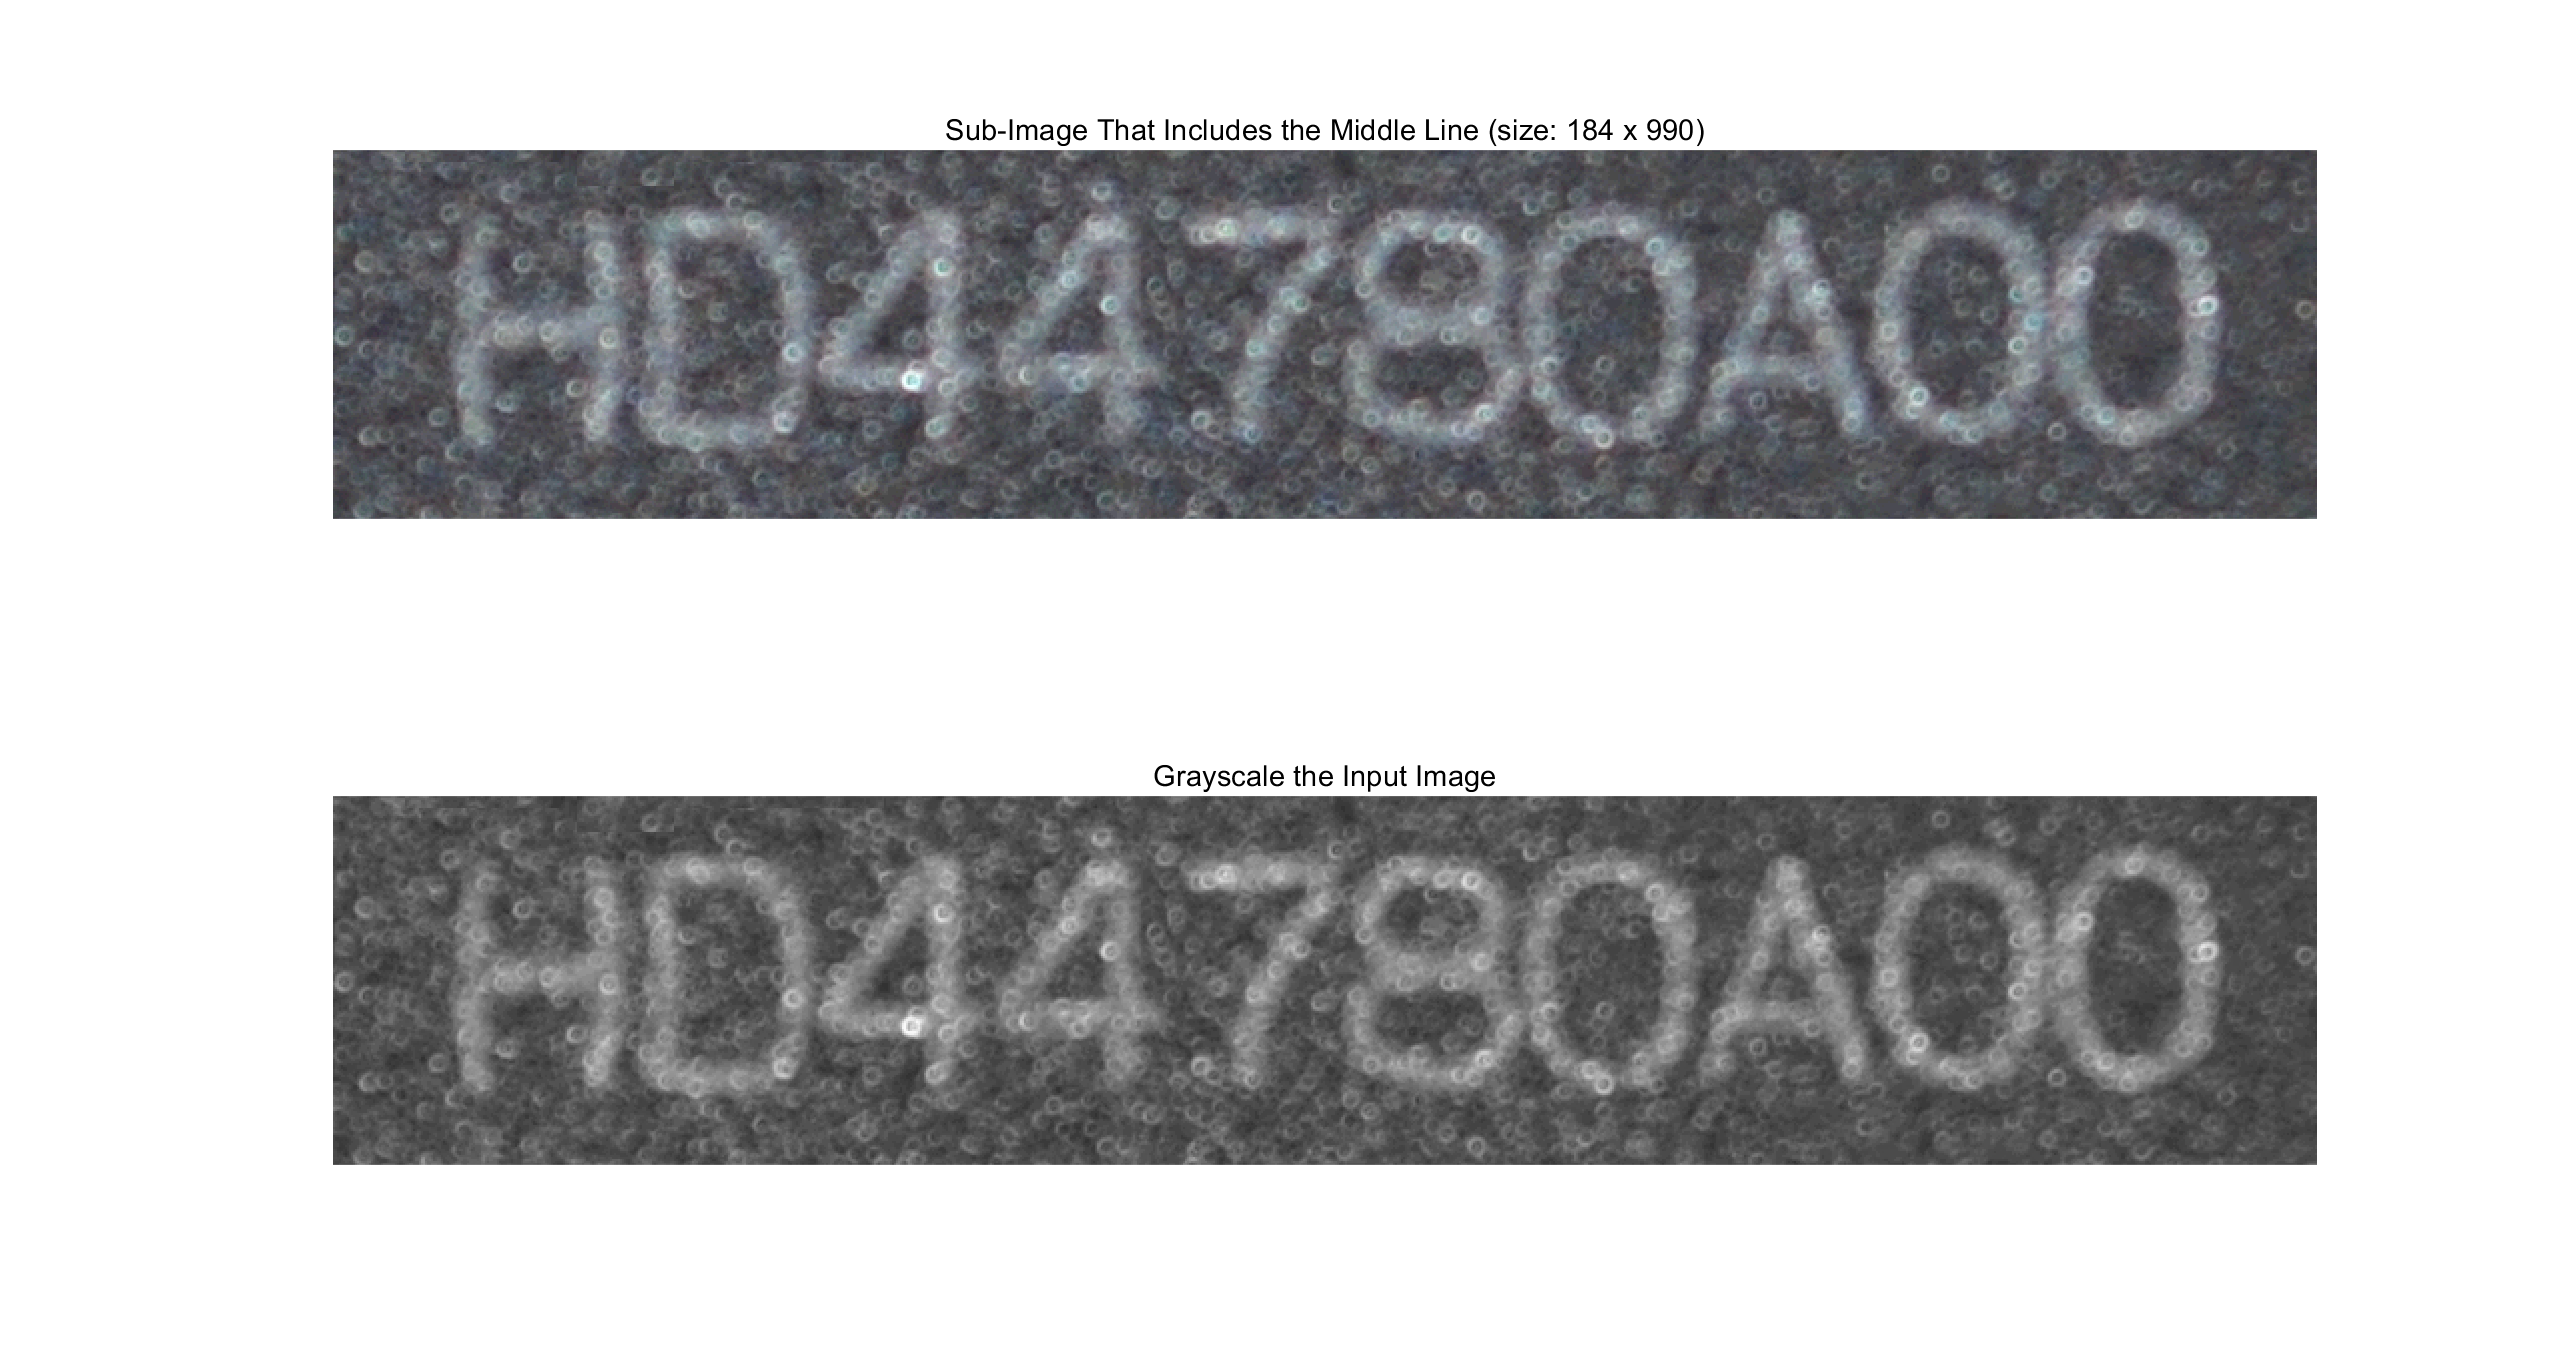 Sub-Image That Includes the Middle Line (size: 184 x 990)
HD44780A00
Grayscale the Input Image
HD44780A00